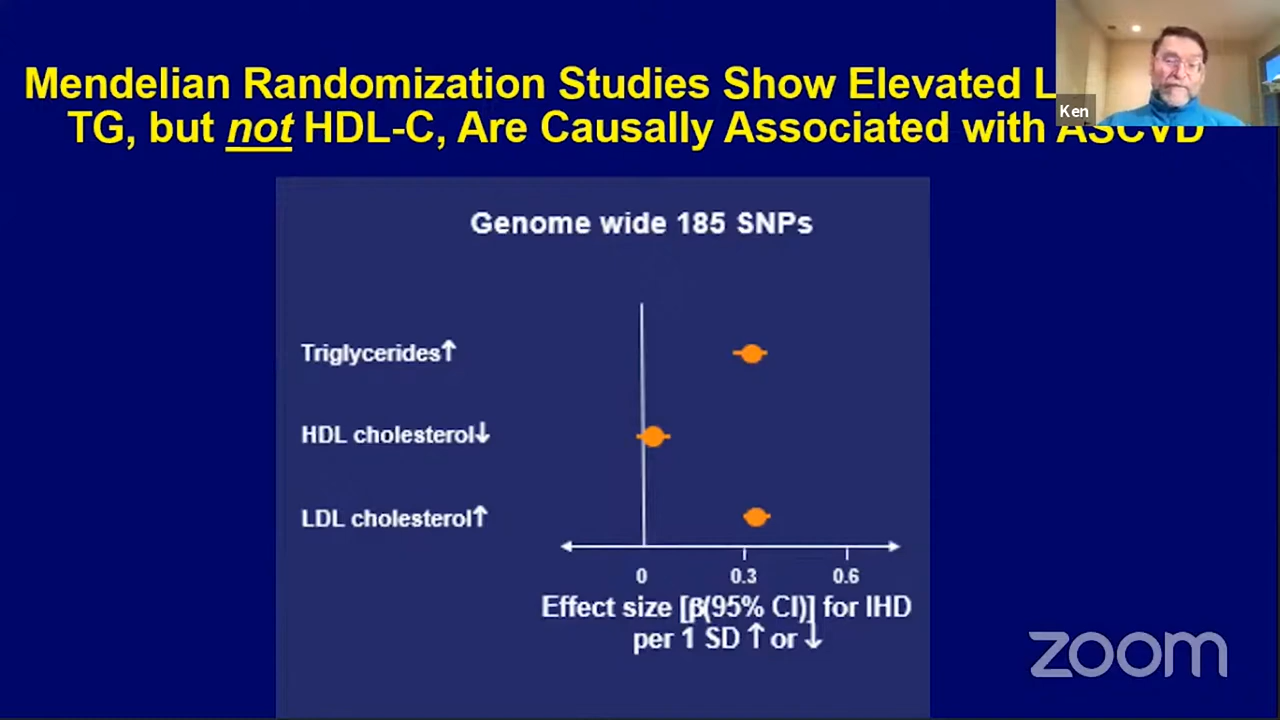 Mendelian Randomization Studies Show Elevated L
TG, but not HDL-C, Are Causally Associated with ASCVD
Ken
Genome wide 185 SNPs
Triglycerides↑
HDL cholesterol↓
LDL cholesterol↑
0 0.3 0.6
Effect size [β(95% CI)] for IHD
per 1 SD ↑ or ↓
zoom